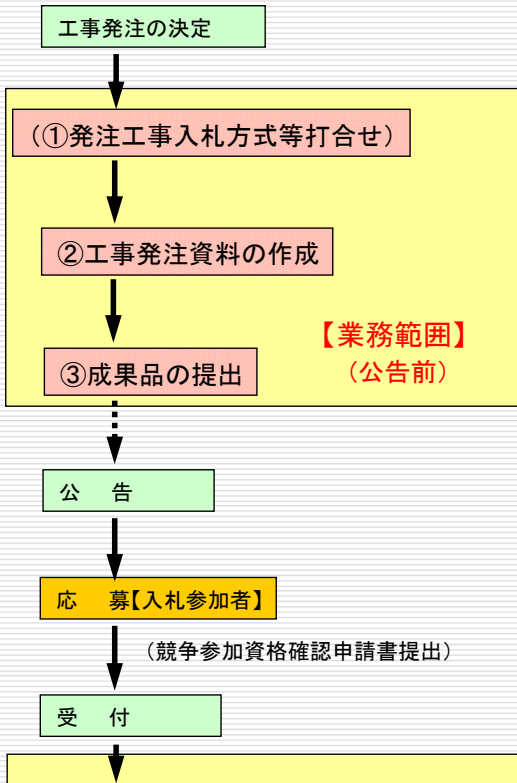 工事発注の決定
(①発注工事入札方式等打合せ)
②工事発注資料の作成
【業務範囲】
(公告前)
③成果品の提出
公　告
応　募【入札参加者】
(競争参加資格確認申請書提出)
受　付